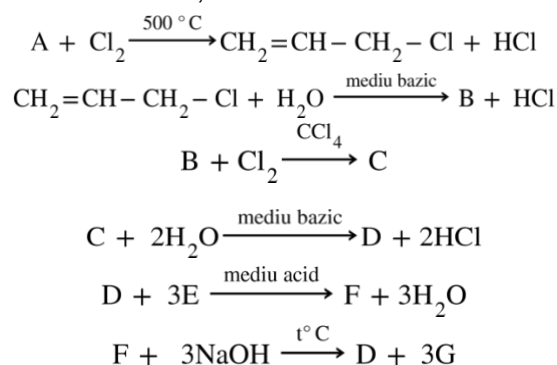 A + Cl₂ 500 °C → CH₂=CH– CH₂– Cl + HCl
CH₂=CH– CH₂– Cl + H₂O mediu bazic → B + HCl
B + Cl₂ CCl₄ → C
C + 2H₂O mediu bazic → D + 2HCl
D + 3E mediu acid → F + 3H₂O
F + 3NaOH t° C → D + 3G